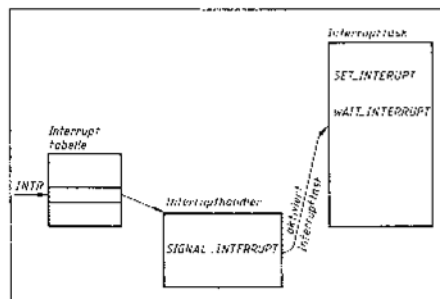 Interrupttask
SET_INTERUPT
WAIT_INTERRUPT
Interrupt
tabelle
INTR
Interrupthandler
SIGNAL_INTERRUPT
aktiviert
Interrupttask